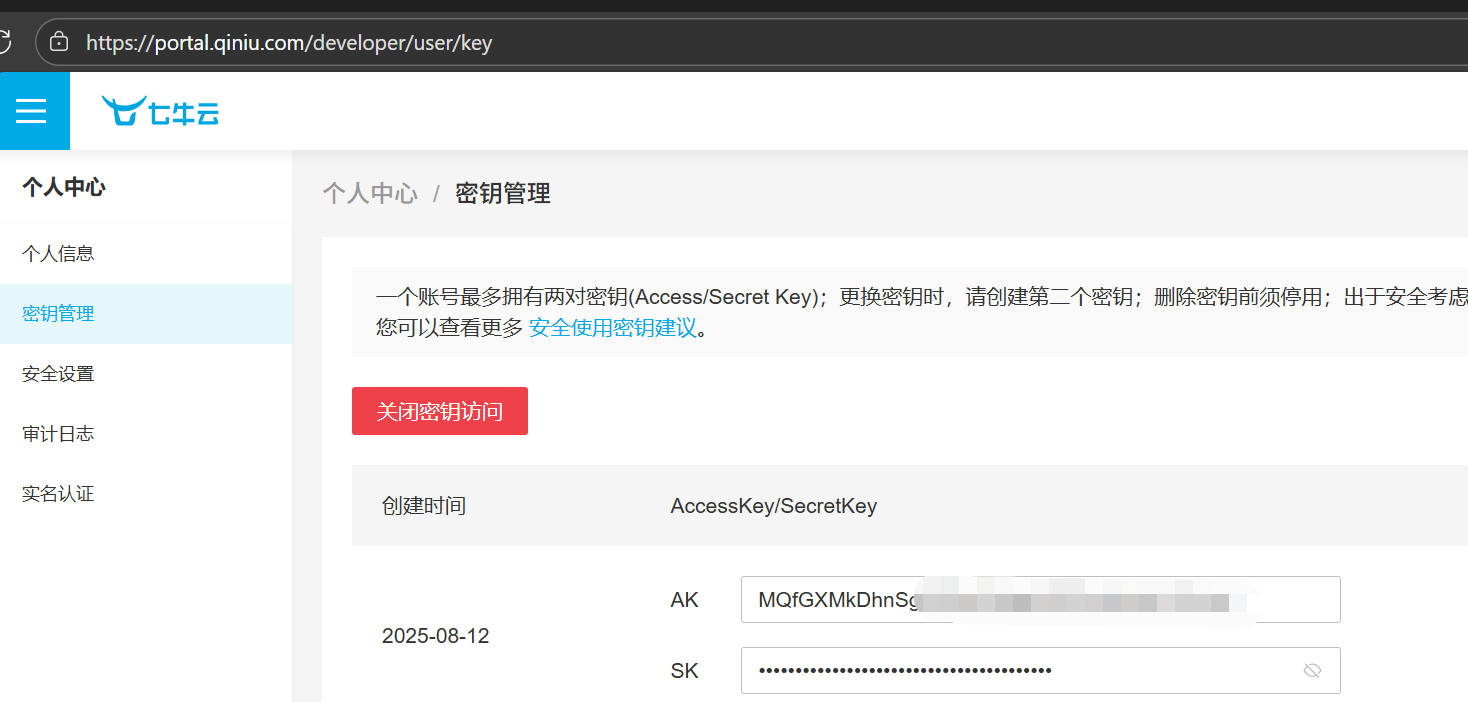 https://portal.qiniu.com/developer/user/key
七牛云
个人中心
个人信息
密钥管理
安全设置
审计日志
实名认证
个人中心 / 密钥管理
一个账号最多拥有两对密钥(Access/Secret Key)；更换密钥时，请创建第二个密钥；删除密钥前须停用；出于安全考虑
您可以查看更多 安全使用密钥建议。
关闭密钥访问
创建时间 AccessKey/SecretKey
2025-08-12
AK MQfGXMkDhnSg
SK ••••••••••••••••••••••••••••••••••••••••